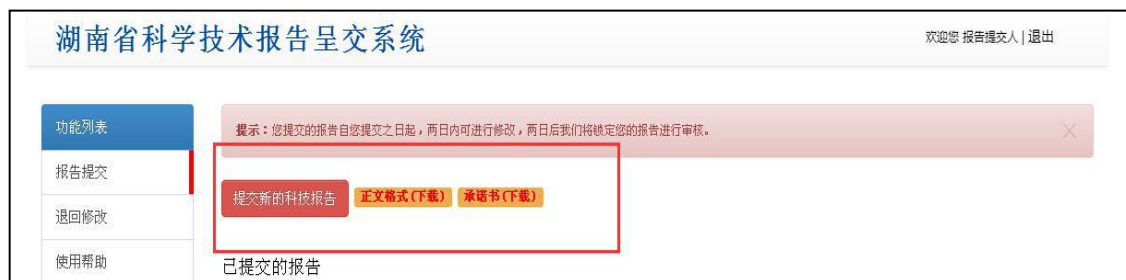 湖南省科学技术报告呈交系统
欢迎您 报告提交人 | 退出
功能列表
提示：您提交的报告自您提交之日起，两日内可进行修改，两日后我们将锁定您的报告进行审核。
报告提交
提交新的科技报告 正文格式(下载) 承诺书(下载)
退回修改
使用帮助
已提交的报告